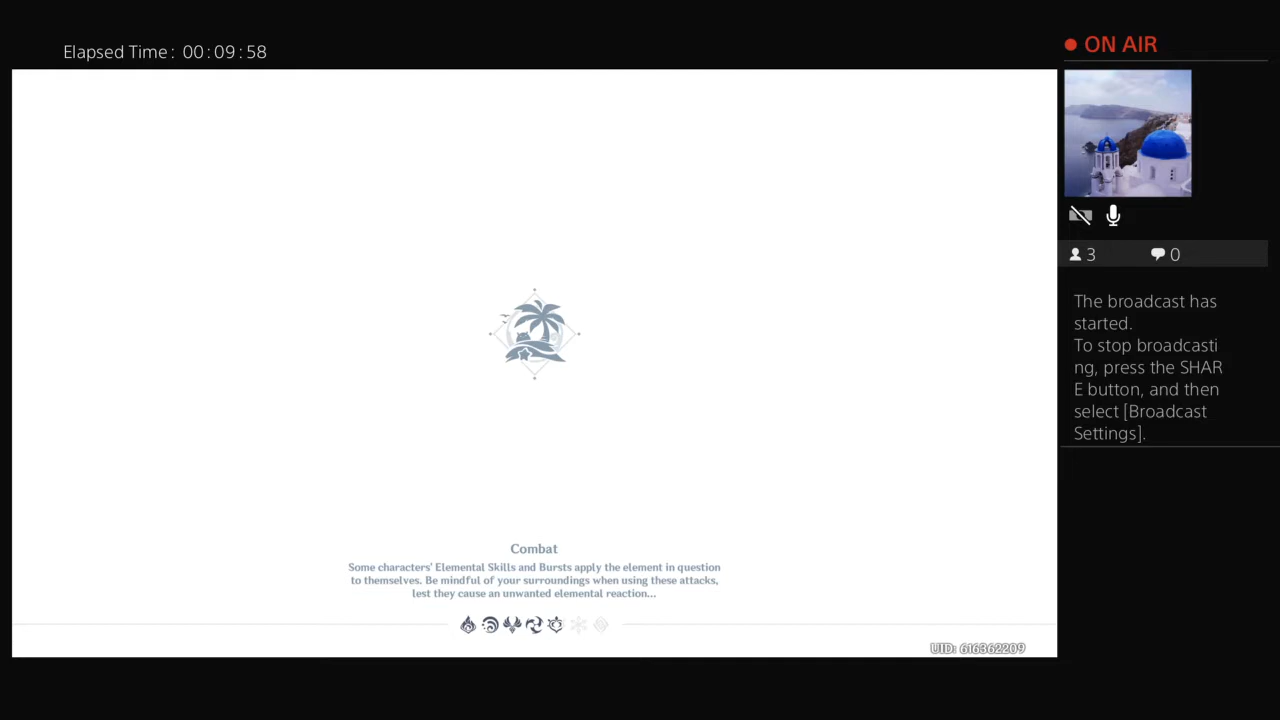 Elapsed Time: 00:09:58
ON AIR
3
0
The broadcast has
started.
To stop broadcasti
ng, press the SHAR
E button, and then
select [Broadcast
Settings].
Combat
Some characters' Elemental Skills and Bursts apply the element in question
to themselves. Be mindful of your surroundings when using these attacks,
lest they cause an unwanted elemental reaction...
UID: 616362209